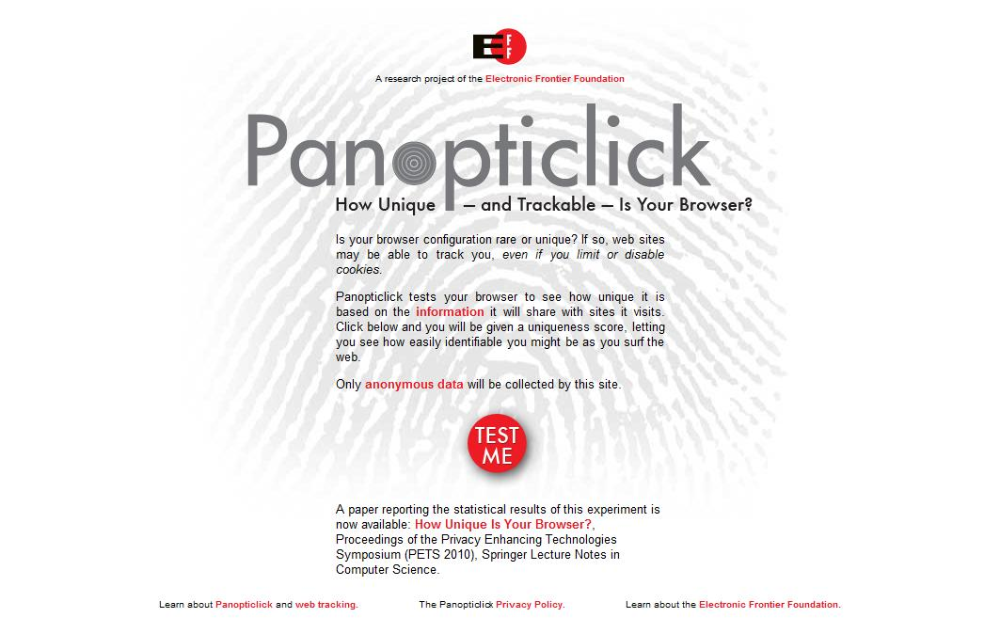 EFF
A research project of the Electronic Frontier Foundation
Panopticlick
How Unique — and Trackable — Is Your Browser?
Is your browser configuration rare or unique? If so, web sites
may be able to track you, even if you limit or disable
cookies.
Panopticlick tests your browser to see how unique it is
based on the information it will share with sites it visits.
Click below and you will be given a uniqueness score, letting
you see how easily identifiable you might be as you surf the
web.
Only anonymous data will be collected by this site.
TEST
ME
A paper reporting the statistical results of this experiment is
now available: How Unique Is Your Browser?,
Proceedings of the Privacy Enhancing Technologies
Symposium (PETS 2010), Springer Lecture Notes in
Computer Science.
Learn about Panopticlick and web tracking.
The Panopticlick Privacy Policy.
Learn about the Electronic Frontier Foundation.